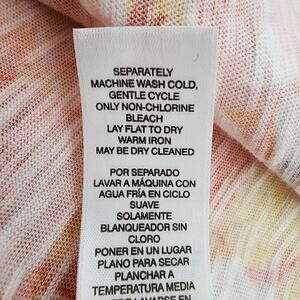 SEPARATELY
MACHINE WASH COLD,
GENTLE CYCLE
ONLY NON-CHLORINE
BLEACH
LAY FLAT TO DRY
WARM IRON
MAY BE DRY CLEANED
POR SEPARADO
LAVAR A MÁQUINA CON
AGUA FRÍA EN CICLO
SUAVE
SOLAMENTE
BLANQUEADOR SIN
CLORO
PONER EN UN LUGAR
PLANO PARA SECAR
PLANCHAR A
TEMPERATURA MEDIA
LAVARSE EN